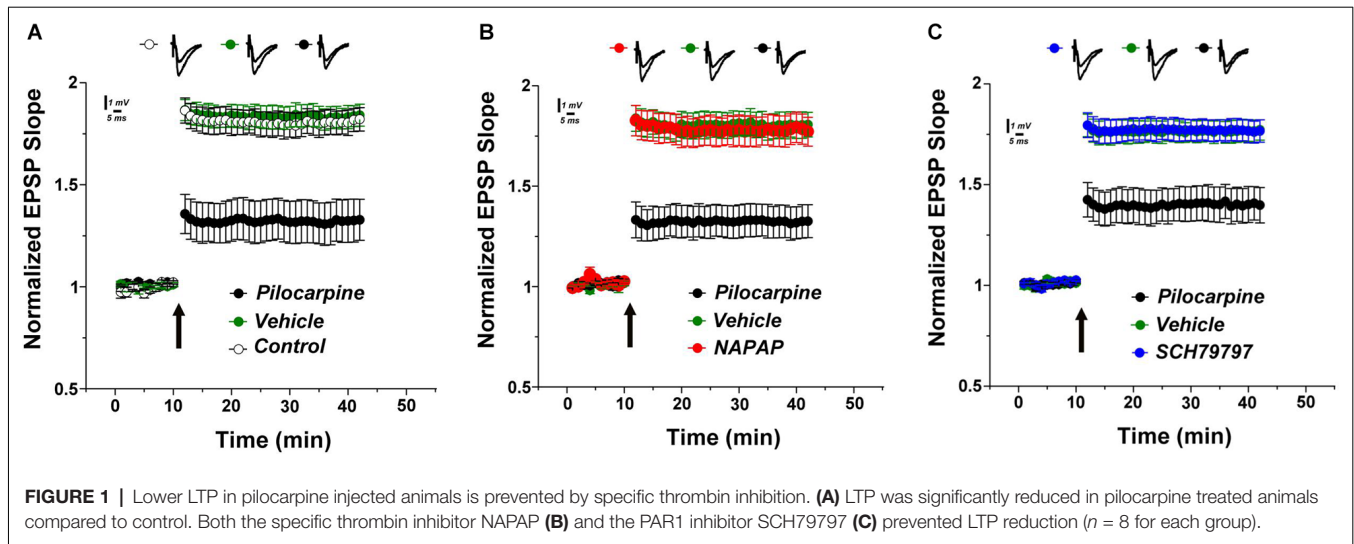 A
B
C
1 mV
5 ms
1 mV
5 ms
1 mV
5 ms
Normalized EPSP Slope
2
1.5
1
0.5
Pilocarpine
Vehicle
Control
0 10 20 30 40 50
Time (min)
Normalized EPSP Slope
2
1.5
1
0.5
Pilocarpine
Vehicle
NAPAP
0 10 20 30 40 50
Time (min)
Normalized EPSP Slope
2
1.5
1
0.5
Pilocarpine
Vehicle
SCH79797
0 10 20 30 40 50
Time (min)
FIGURE 1 | Lower LTP in pilocarpine injected animals is prevented by specific thrombin inhibition. (A) LTP was significantly reduced in pilocarpine treated animals
compared to control. Both the specific thrombin inhibitor NAPAP (B) and the PAR1 inhibitor SCH79797 (C) prevented LTP reduction (n = 8 for each group).